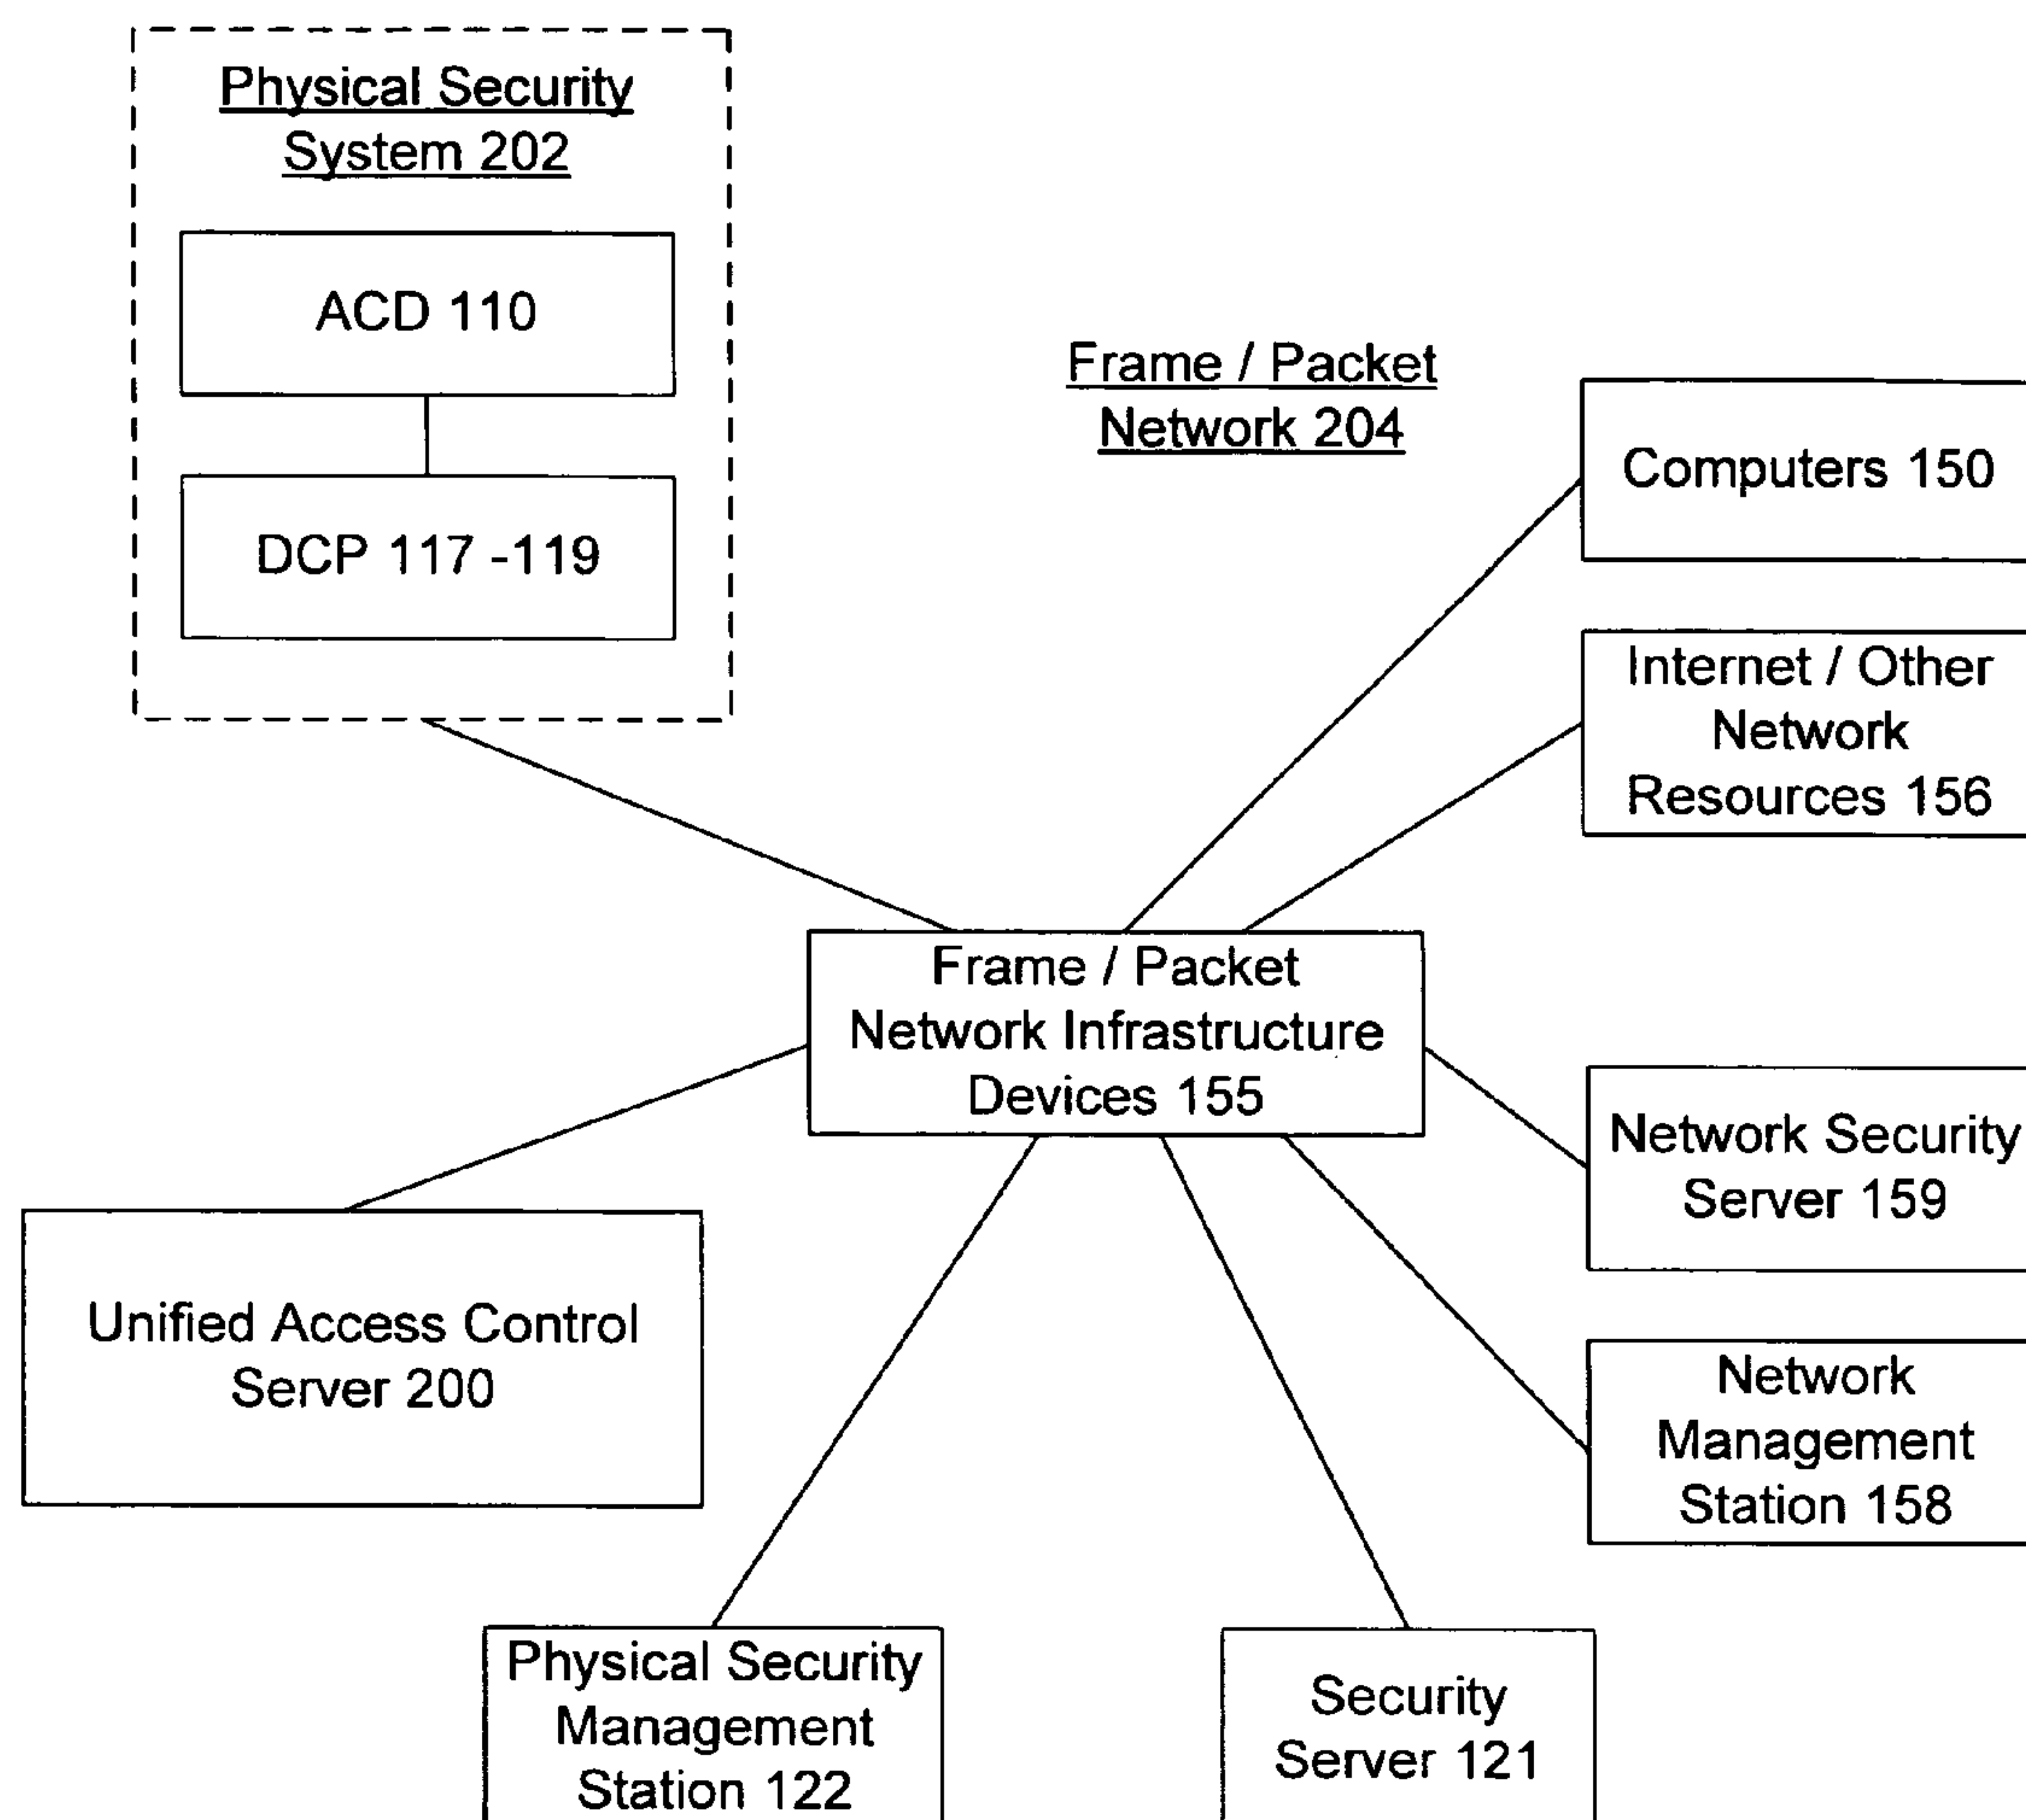 Physical Security
System 202
ACD 110
DCP 117 -119
Frame / Packet
Network 204
Computers 150
Internet / Other
Network
Resources 156
Frame / Packet
Network Infrastructure
Devices 155
Network Security
Server 159
Unified Access Control
Server 200
Network
Management
Station 158
Physical Security
Management
Station 122
Security
Server 121